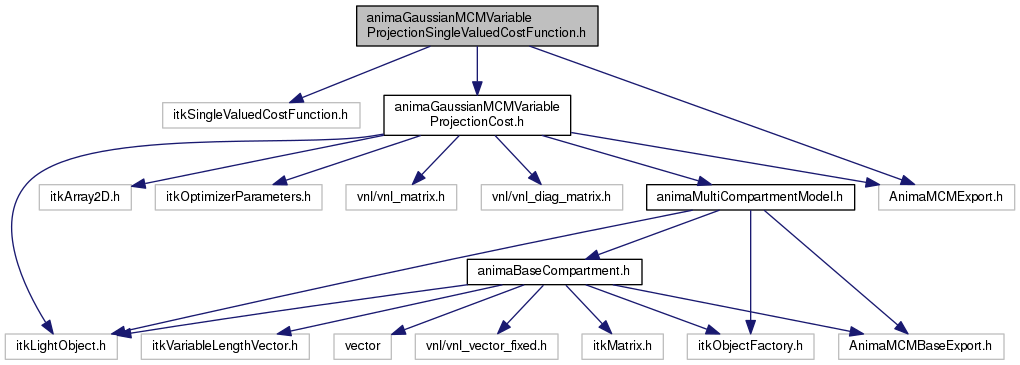 animaGaussianMCMVariable
ProjectionSingleValuedCostFunction.h
itkSingleValuedCostFunction.h
animaGaussianMCMVariable
ProjectionCost.h
itkArray2D.h
itkOptimizerParameters.h
vnl/vnl_matrix.h
vnl/vnl_diag_matrix.h
animaMultiCompartmentModel.h
AnimaMCMExport.h
animaBaseCompartment.h
itkLightObject.h
itkVariableLengthVector.h
vector
vnl/vnl_vector_fixed.h
itkMatrix.h
itkObjectFactory.h
AnimaMCMBaseExport.h